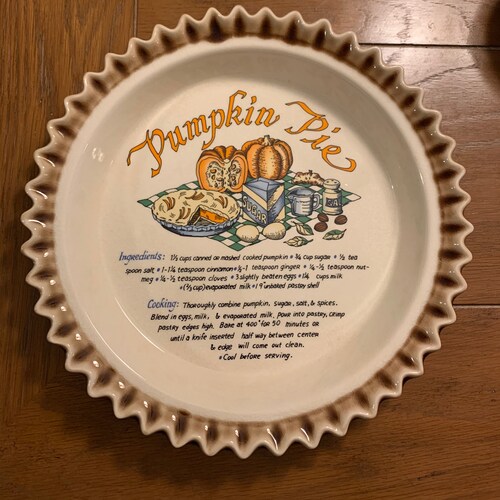 Pumpkin Pie
SUGAR
Ingredients: 1½ cups canned or mashed cooked pumpkin • ¾ cup sugar • ½ tea
spoon salt • 1-1¼ teaspoon cinnamon • ½-1 teaspoon ginger • ¼-½ teaspoon nut-
meg • ¼-½ teaspoon cloves • 3 slightly beaten eggs • 1¼ cups milk
• (⅔ cup) evaporated milk • 1 9" unbaked pastry shell
Cooking: Thoroughly combine pumpkin, sugar, salt, & spices.
Blend in eggs, milk, & evaporated milk, pour into pastry, crimp
pastry edges high. Bake at 400° for 50 minutes or
until a knife inserted half way between center
& edge will come out clean.
• Cool before serving.